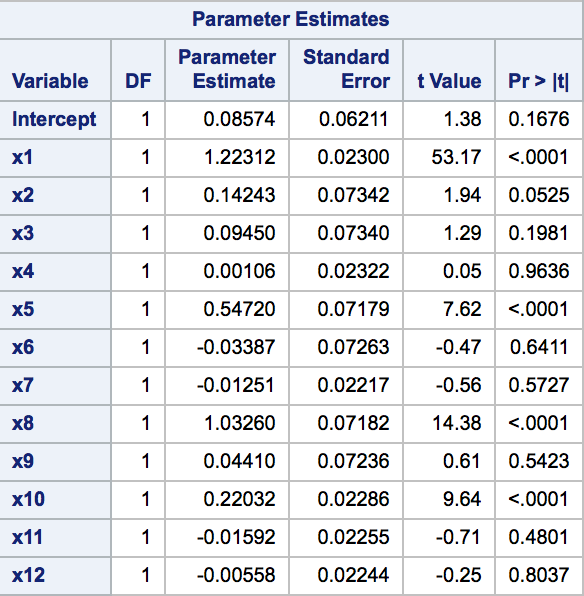 Parameter Estimates
Variable DF Parameter Estimate Standard Error t Value Pr > |t|
Intercept 1 0.08574 0.06211 1.38 0.1676
x1 1 1.22312 0.02300 53.17 <.0001
x2 1 0.14243 0.07342 1.94 0.0525
x3 1 0.09450 0.07340 1.29 0.1981
x4 1 0.00106 0.02322 0.05 0.9636
x5 1 0.54720 0.07179 7.62 <.0001
x6 1 -0.03387 0.07263 -0.47 0.6411
x7 1 -0.01251 0.02217 -0.56 0.5727
x8 1 1.03260 0.07182 14.38 <.0001
x9 1 0.04410 0.07236 0.61 0.5423
x10 1 0.22032 0.02286 9.64 <.0001
x11 1 -0.01592 0.02255 -0.71 0.4801
x12 1 -0.00558 0.02244 -0.25 0.8037